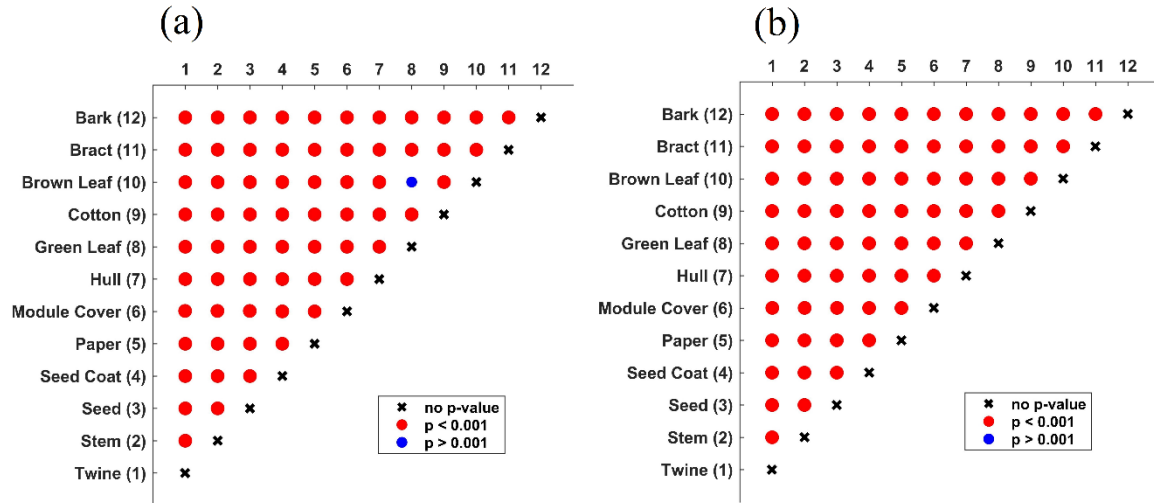 (a)
1 2 3 4 5 6 7 8 9 10 11 12
Bark (12)
Bract (11)
Brown Leaf (10)
Cotton (9)
Green Leaf (8)
Hull (7)
Module Cover (6)
Paper (5)
Seed Coat (4)
Seed (3)
Stem (2)
Twine (1)
no p-value
p < 0.001
p > 0.001
(b)
1 2 3 4 5 6 7 8 9 10 11 12
Bark (12)
Bract (11)
Brown Leaf (10)
Cotton (9)
Green Leaf (8)
Hull (7)
Module Cover (6)
Paper (5)
Seed Coat (4)
Seed (3)
Stem (2)
Twine (1)
no p-value
p < 0.001
p > 0.001